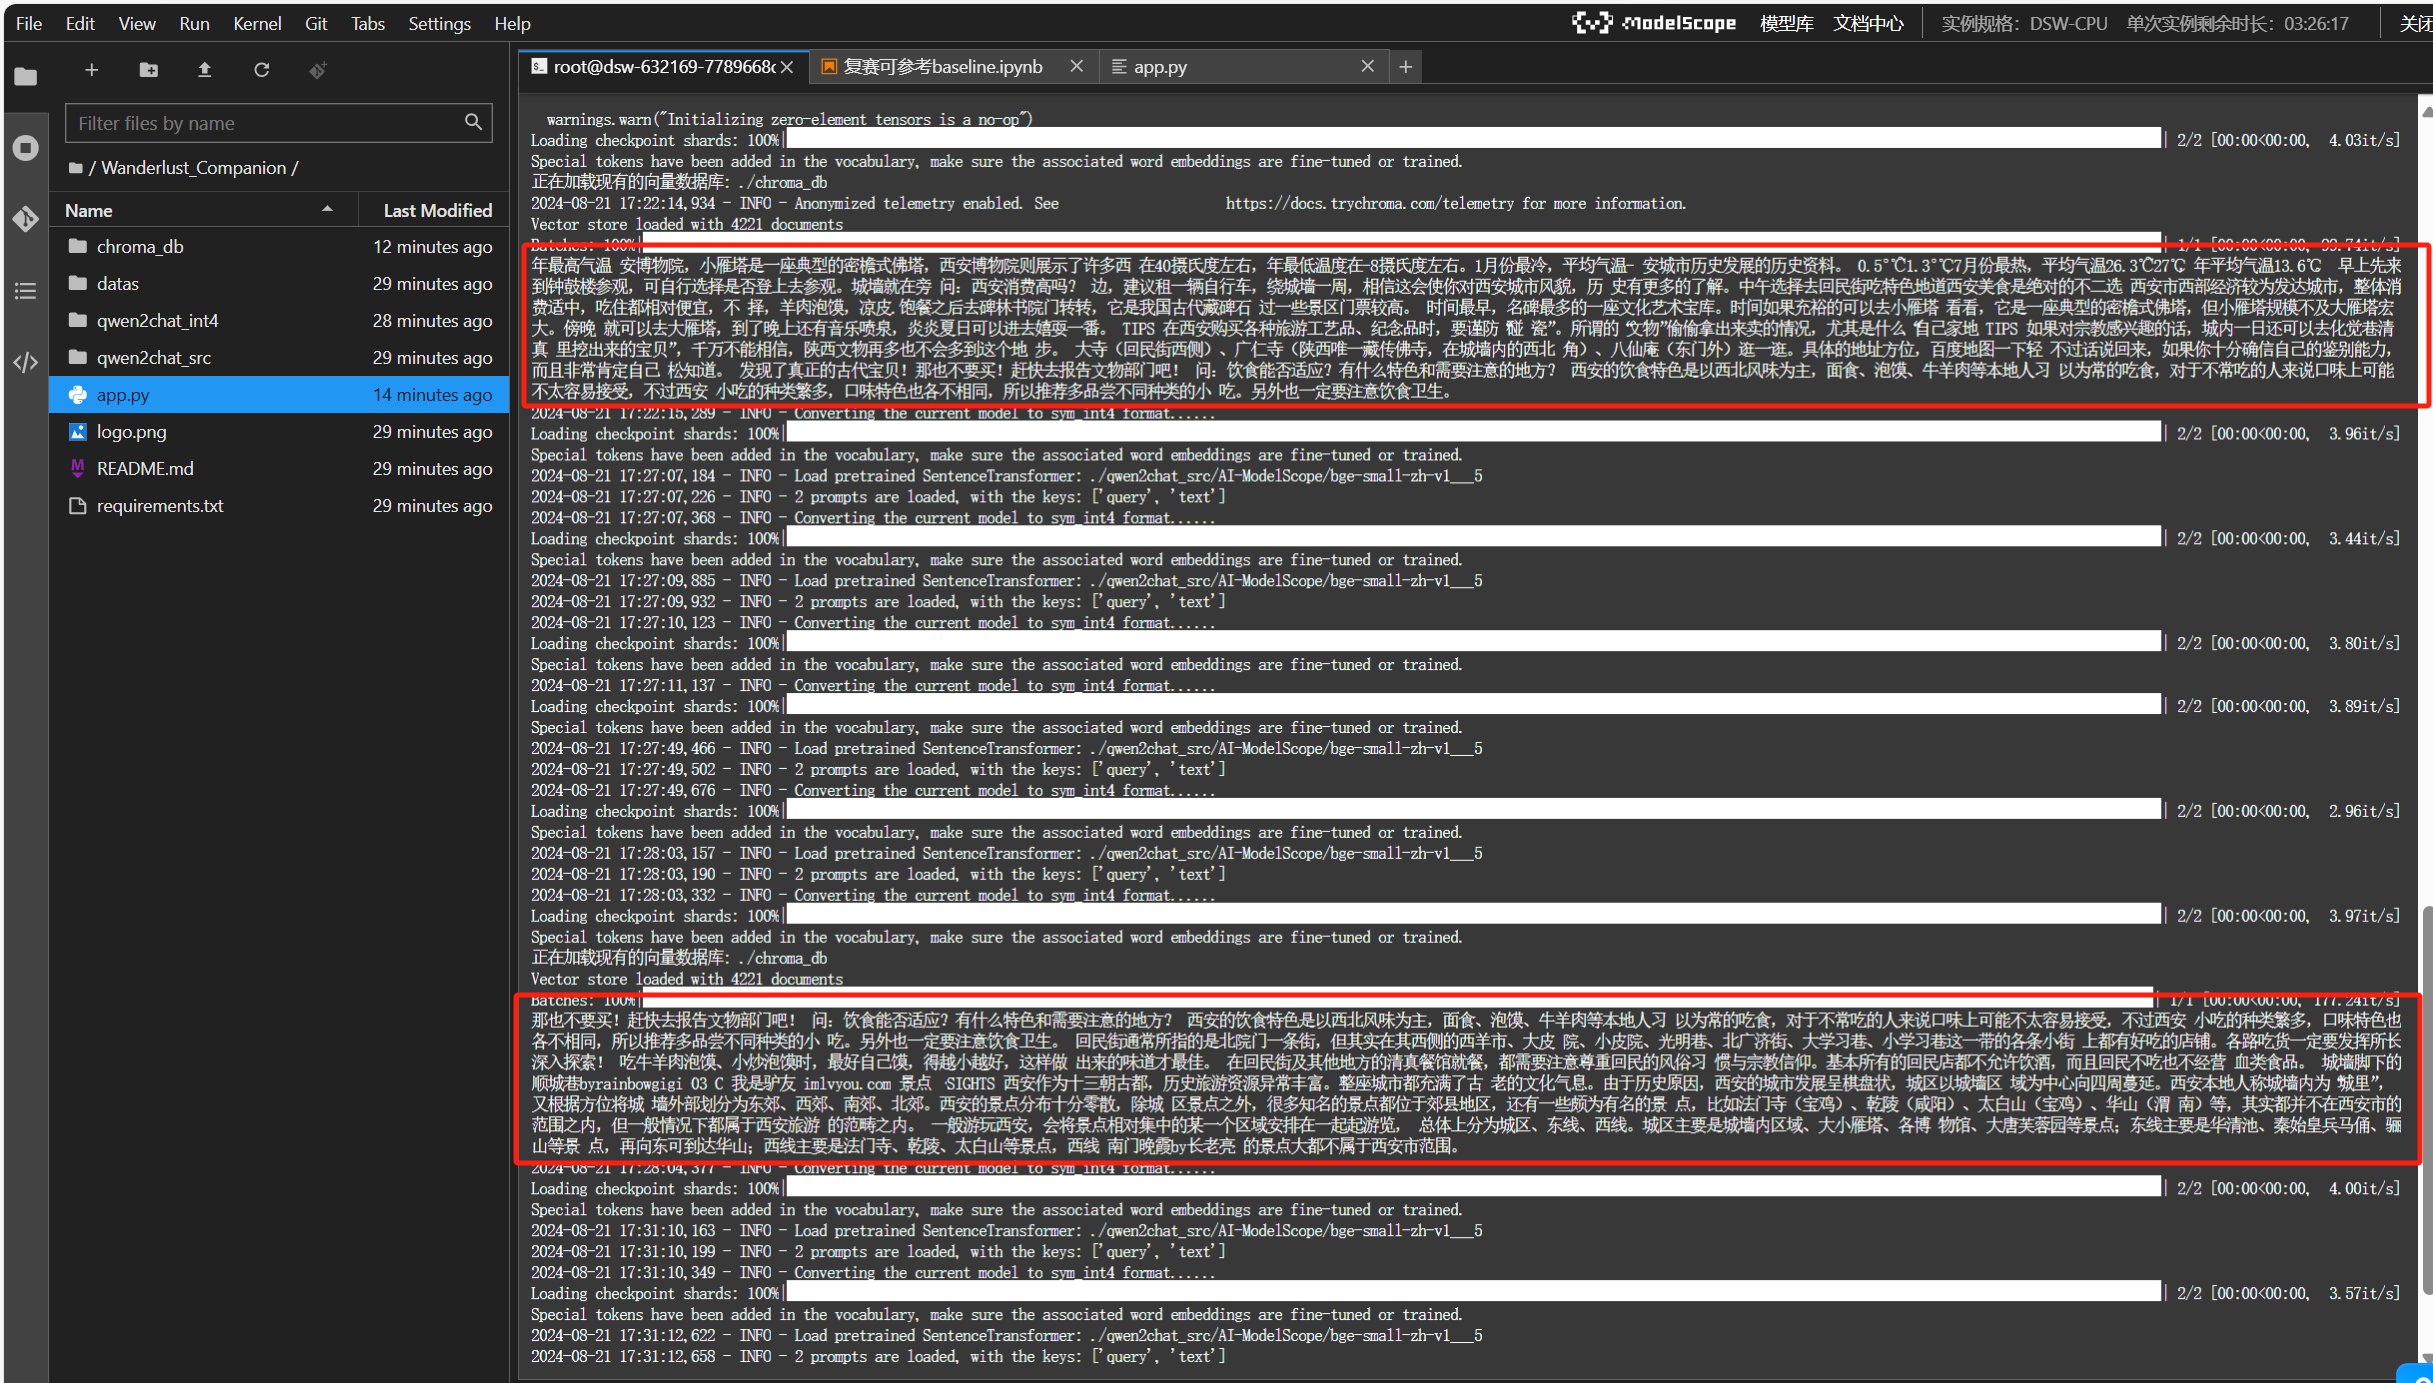 File Edit View Run Kernel Git Tabs Settings Help
ModelScope 模型库 文档中心 实例规格：DSW-CPU 单次实例剩余时长：03:26:17
root@dsw-632169-7789668c 复赛可参考baseline.ipynb app.py
Filter files by name
/ Wanderlust_Companion /
Name Last Modified
chroma_db 12 minutes ago
datas 29 minutes ago
qwen2chat_int4 28 minutes ago
qwen2chat_src 29 minutes ago
app.py 14 minutes ago
logo.png 29 minutes ago
README.md 29 minutes ago
requirements.txt 29 minutes ago
warnings.warn("Initializing zero-element tensors is a no-op")
Loading checkpoint shards: 100%| | 2/2 [00:00<00:00, 4.03it/s]
Special tokens have been added in the vocabulary, make sure the associated word embeddings are fine-tuned or trained.
正在加载现有的向量数据库: ./chroma_db
2024-08-21 17:22:14,934 - INFO - Anonymized telemetry enabled. See https://docs.trychroma.com/telemetry for more information.
Vector store loaded with 4221 documents
Batches: 100%| | 1/1 [00:00<00:00,
年最高气温 安博物院，小雁塔是一座典型的密檐式佛塔，西安博物院则展示了许多西 在40摄氏度左右，年最低温度在-8摄氏度左右。1月份最冷，平均气温- 安城市历史发展的历史资料。 0.5°℃1.3°℃7月份最热，平均气温26.3℃27℃ 年平均气温13.6℃ 早上先来
到钟鼓楼参观，可自行选择是否登上去参观。城墙就在旁 问：西安消费高吗？ 边，建议租一辆自行车，绕城墙一周，相信这会使你对西安城市风貌，历 史有更多的了解。中午选择去回民街吃特色地道西安美食是绝对的不二选 西安市西部经济较为发达城市，整体消
费适中，吃住都相对便宜，不 择，羊肉泡馍，凉皮.饱餐之后去碑林书院门转转，它是我国古代藏碑石 过一些景区门票较高。 时间最早，名碑最多的一座文化艺术宝库。时间如果充裕的可以去小雁塔 看看，它是一座典型的密檐式佛塔，但小雁塔规模不及大雁塔宏
大。傍晚 就可以去大雁塔，到了晚上还有音乐喷泉，炎炎夏日可以进去嬉耍一番。 TIPS 在西安购买各种旅游工艺品、纪念品时，要谨防“碰 瓷”。所谓的“文物”偷偷拿出来卖的情况，尤其是什么“自己家地 TIPS 如果对宗教感兴趣的话，城内一日还可以去化觉巷清
真 里挖出来的宝贝”，千万不能相信，陕西文物再多也不会多到这个地 步。 大寺（回民街西侧）、广仁寺（陕西唯一藏传佛寺，在城墙内的西北 角）、八仙庵（东门外）逛一逛。具体的地址方位，百度地图一下轻 不过话说回来，如果你十分确信自己的鉴别能力，
而且非常肯定自己 松知道。 发现了真正的古代宝贝！那也不要买！赶快去报告文物部门吧！ 问：饮食能否适应？有什么特色和需要注意的地方？ 西安的饮食特色是以西北风味为主，面食、泡馍、牛羊肉等本地人习 以为常的吃食，对于不常吃的人来说口味上可能
不太容易接受，不过西安 小吃的种类繁多，口味特色也各不相同，所以推荐多品尝不同种类的小 吃。另外也一定要注意饮食卫生。
2024-08-21 17:22:15,289 - INFO - Converting the current model to sym_int4 format......
Loading checkpoint shards: 100%| | 2/2 [00:00<00:00, 3.96it/s]
Special tokens have been added in the vocabulary, make sure the associated word embeddings are fine-tuned or trained.
2024-08-21 17:27:07,184 - INFO - Load pretrained SentenceTransformer: ./qwen2chat_src/AI-ModelScope/bge-small-zh-v1___5
2024-08-21 17:27:07,226 - INFO - 2 prompts are loaded, with the keys: ['query', 'text']
2024-08-21 17:27:07,368 - INFO - Converting the current model to sym_int4 format......
Loading checkpoint shards: 100%| | 2/2 [00:00<00:00, 3.44it/s]
Special tokens have been added in the vocabulary, make sure the associated word embeddings are fine-tuned or trained.
2024-08-21 17:27:09,885 - INFO - Load pretrained SentenceTransformer: ./qwen2chat_src/AI-ModelScope/bge-small-zh-v1___5
2024-08-21 17:27:09,932 - INFO - 2 prompts are loaded, with the keys: ['query', 'text']
2024-08-21 17:27:10,123 - INFO - Converting the current model to sym_int4 format......
Loading checkpoint shards: 100%| | 2/2 [00:00<00:00, 3.80it/s]
Special tokens have been added in the vocabulary, make sure the associated word embeddings are fine-tuned or trained.
2024-08-21 17:27:11,137 - INFO - Converting the current model to sym_int4 format......
Loading checkpoint shards: 100%| | 2/2 [00:00<00:00, 3.89it/s]
Special tokens have been added in the vocabulary, make sure the associated word embeddings are fine-tuned or trained.
2024-08-21 17:27:49,466 - INFO - Load pretrained SentenceTransformer: ./qwen2chat_src/AI-ModelScope/bge-small-zh-v1___5
2024-08-21 17:27:49,502 - INFO - 2 prompts are loaded, with the keys: ['query', 'text']
2024-08-21 17:27:49,676 - INFO - Converting the current model to sym_int4 format......
Loading checkpoint shards: 100%| | 2/2 [00:00<00:00, 2.96it/s]
Special tokens have been added in the vocabulary, make sure the associated word embeddings are fine-tuned or trained.
2024-08-21 17:28:03,157 - INFO - Load pretrained SentenceTransformer: ./qwen2chat_src/AI-ModelScope/bge-small-zh-v1___5
2024-08-21 17:28:03,190 - INFO - 2 prompts are loaded, with the keys: ['query', 'text']
2024-08-21 17:28:03,332 - INFO - Converting the current model to sym_int4 format......
Loading checkpoint shards: 100%| | 2/2 [00:00<00:00, 3.97it/s]
Special tokens have been added in the vocabulary, make sure the associated word embeddings are fine-tuned or trained.
正在加载现有的向量数据库: ./chroma_db
Vector store loaded with 4221 documents
Batches: 100%| | 1/1 [00:00<00:00, 177.24it/s]
那也不要买！赶快去报告文物部门吧！ 问：饮食能否适应？有什么特色和需要注意的地方？ 西安的饮食特色是以西北风味为主，面食、泡馍、牛羊肉等本地人习 以为常的吃食，对于不常吃的人来说口味上可能不太容易接受，不过西安 小吃的种类繁多，口味特色也
各不相同，所以推荐多品尝不同种类的小 吃。另外也一定要注意饮食卫生。 回民街通常所指的是北院门一条街，但其实在其西侧的西羊市、大皮 院、小皮院、光明巷、北广济街、大学习巷、小学习巷这一带的各条小街 上都有好吃的店铺。各路吃货一定要发挥所长
深入探索！ 吃牛羊肉泡馍、小炒泡馍时，最好自己馍，得越小越好，这样做 出来的味道才最佳。 在回民街及其他地方的清真餐馆就餐，都需要注意尊重回民的风俗习 惯与宗教信仰。基本所有的回民店都不允许饮酒，而且回民不吃也不经营 血类食品。 城墙脚下的
顺城巷byrainbowgigi 03 C 我是驴友 imlvyou.com 景点 ·SIGHTS 西安作为十三朝古都，历史旅游资源异常丰富。整座城市都充满了古 老的文化气息。由于历史原因，西安的城市发展呈棋盘状，城区以城墙区 域为中心向四周蔓延。西安本地人称城墙内为“城里”，
又根据方位将城 墙外部划分为东郊、西郊、南郊、北郊。西安的景点分布十分零散，除城 区景点之外，很多知名的景点都位于郊县地区，还有一些颇为有名的景 点，比如法门寺（宝鸡）、乾陵（咸阳）、太白山（宝鸡）、华山（渭 南）等，其实都并不在西安市的
范围之内，但一般情况下都属于西安旅游 的范畴之内。 一般游玩西安，会将景点相对集中的某一个区域安排在一起起游览， 总体上分为城区、东线、西线。城区主要是城墙内区域、大小雁塔、各博 物馆、大唐芙蓉园等景点；东线主要是华清池、秦始皇兵马俑、骊
山等景 点，再向东可到达华山；西线主要是法门寺、乾陵、太白山等景点，西线 南门晚霞by长老亮 的景点大都不属于西安市范围。
2024-08-21 17:28:04,377 - INFO - Converting the current model to sym_int4 format......
Loading checkpoint shards: 100%| | 2/2 [00:00<00:00, 4.00it/s]
Special tokens have been added in the vocabulary, make sure the associated word embeddings are fine-tuned or trained.
2024-08-21 17:31:10,163 - INFO - Load pretrained SentenceTransformer: ./qwen2chat_src/AI-ModelScope/bge-small-zh-v1___5
2024-08-21 17:31:10,199 - INFO - 2 prompts are loaded, with the keys: ['query', 'text']
2024-08-21 17:31:10,349 - INFO - Converting the current model to sym_int4 format......
Loading checkpoint shards: 100%| | 2/2 [00:00<00:00, 3.57it/s]
Special tokens have been added in the vocabulary, make sure the associated word embeddings are fine-tuned or trained.
2024-08-21 17:31:12,622 - INFO - Load pretrained SentenceTransformer: ./qwen2chat_src/AI-ModelScope/bge-small-zh-v1___5
2024-08-21 17:31:12,658 - INFO - 2 prompts are loaded, with the keys: ['query', 'text']